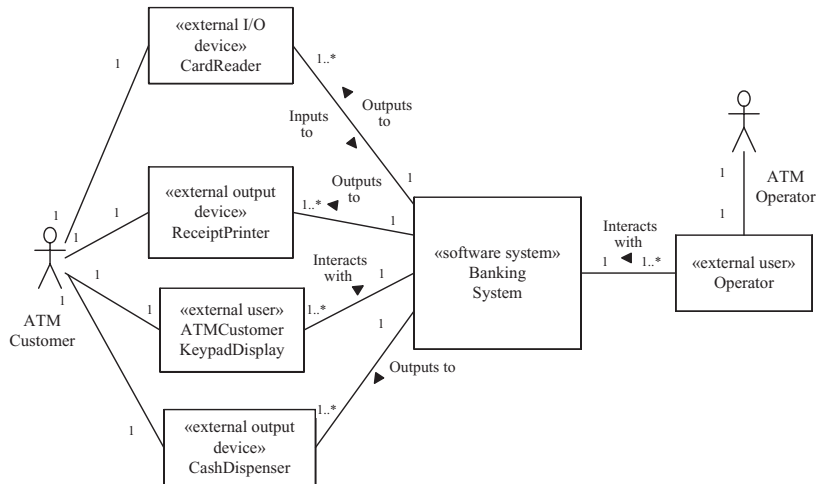 «external I/O
device»
CardReader
1
1
1..*
Outputs
to
Inputs
to
1
«external output
device»
ReceiptPrinter
1
1
1
1..*
Outputs
to
1
ATM
Customer
1
1
1
1
«external user»
ATMCustomer
KeypadDisplay
1..*
Interacts
with
1
«software system»
Banking
System
1
Outputs to
1
1..*
«external output
device»
CashDispenser
Interacts
with
1
1..*
«external user»
Operator
1
1
ATM
Operator